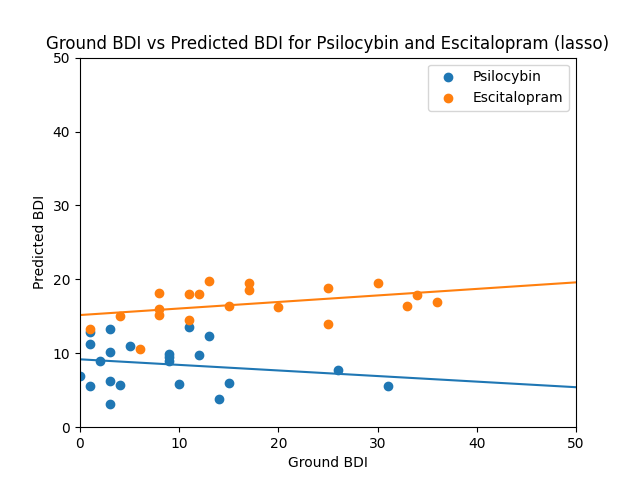 Ground BDI vs Predicted BDI for Psilocybin and Escitalopram (lasso)
Psilocybin
Escitalopram
50
40
30
20
10
0
Predicted BDI
0 10 20 30 40 50
Ground BDI